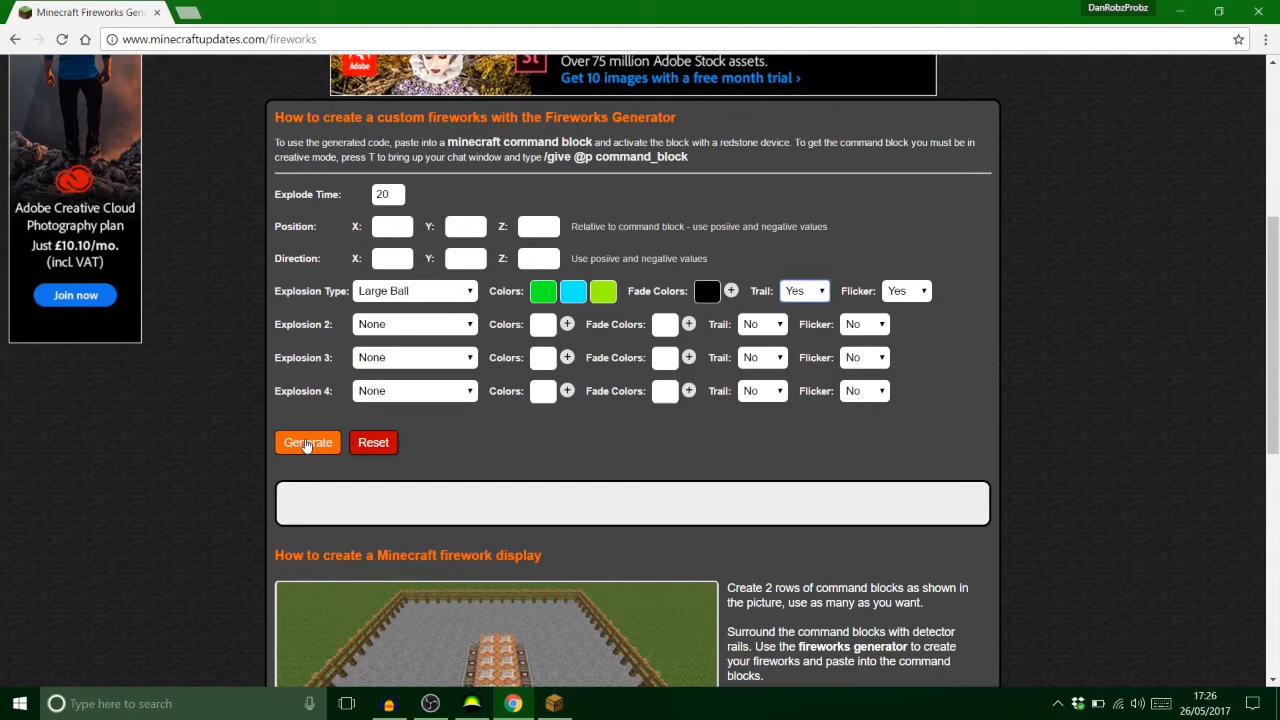 Minecraft Fireworks Gen
DanRobzProbz
www.minecraftupdates.com/fireworks
Over 75 million Adobe Stock assets.
Get 10 images with a free month trial ›
Adobe
St
Adobe Creative Cloud
Photography plan
Just £10.10/mo.
(incl. VAT)
Join now
How to create a custom fireworks with the Fireworks Generator
To use the generated code, paste into a minecraft command block and activate the block with a redstone device. To get the command block you must be in
creative mode, press T to bring up your chat window and type /give @p command_block
Explode Time: 20
Position: X: Y: Z: Relative to command block - use posiive and negative values
Direction: X: Y: Z: Use posiive and negative values
Explosion Type: Large Ball Colors: Fade Colors: + Trail: Yes Flicker: Yes
Explosion 2: None Colors: + Fade Colors: + Trail: No Flicker: No
Explosion 3: None Colors: + Fade Colors: + Trail: No Flicker: No
Explosion 4: None Colors: + Fade Colors: + Trail: No Flicker: No
Generate Reset
How to create a Minecraft firework display
Create 2 rows of command blocks as shown in
the picture, use as many as you want.
Surround the command blocks with detector
rails. Use the fireworks generator to create
your fireworks and paste into the command
blocks.
Type here to search
17:26
26/05/2017